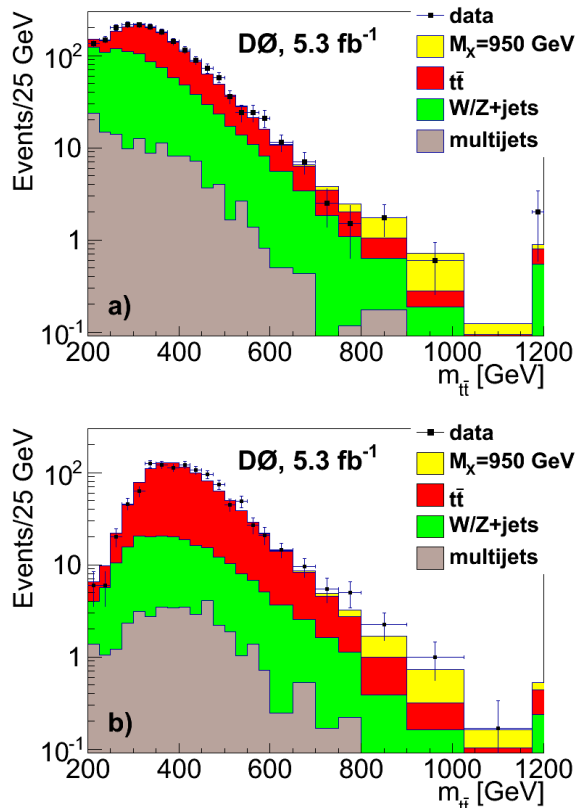 Events/25 GeV
10²
10
1
10⁻¹
DØ, 5.3 fb⁻¹
data
Mₓ=950 GeV
tt̄
W/Z+jets
multijets
a)
200 400 600 800 1000 1200
m_tt̄ [GeV]
Events/25 GeV
10²
10
1
10⁻¹
DØ, 5.3 fb⁻¹
data
Mₓ=950 GeV
tt̄
W/Z+jets
multijets
b)
200 400 600 800 1000 1200
m_tt̄ [GeV]